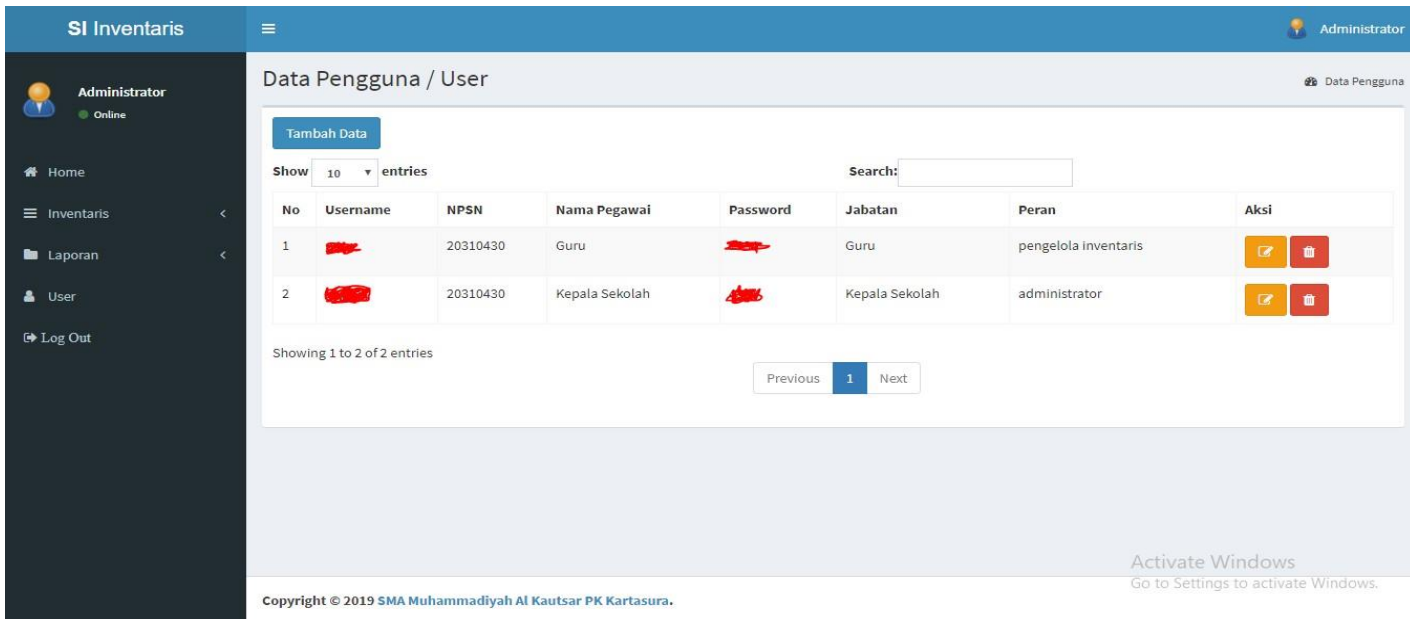 SI Inventaris
Administrator
Administrator
Online
Home
Inventaris
Laporan
User
Log Out
Data Pengguna / User
Data Pengguna
Tambah Data
Show 10 entries
Search:
No Username NPSN Nama Pegawai Password Jabatan Peran Aksi
1 20310430 Guru Guru pengelola inventaris
2 20310430 Kepala Sekolah Kepala Sekolah administrator
Showing 1 to 2 of 2 entries
Previous 1 Next
Activate Windows
Go to Settings to activate Windows.
Copyright © 2019 SMA Muhammadiyah Al Kautsar PK Kartasura.